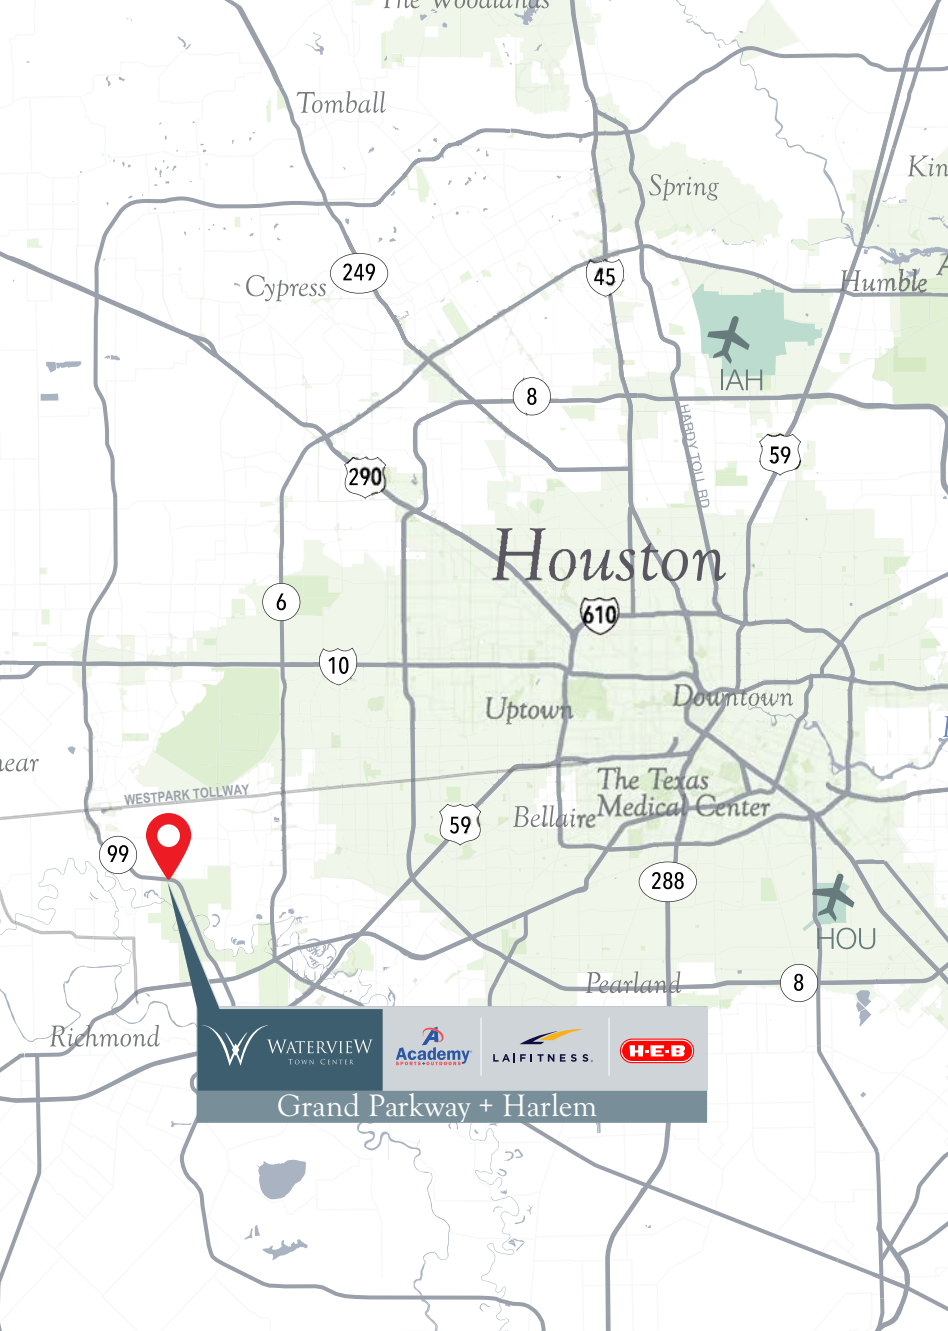 The Woodlands
Tomball
Kin
Spring
249
Cypress
45
Humble
A
IAH
8
HARDY TOLL RD
59
290
Houston
6
610
10
Uptown
Downtown
near
The Texas
Medical Center
WESTPARK TOLLWAY
59
Bellaire
99
288
HOU
Pearland
8
Richmond
WATERVIEW
TOWN CENTER
Academy
SPORTS+OUTDOORS
LA|FITNESS.
H-E-B
Grand Parkway + Harlem